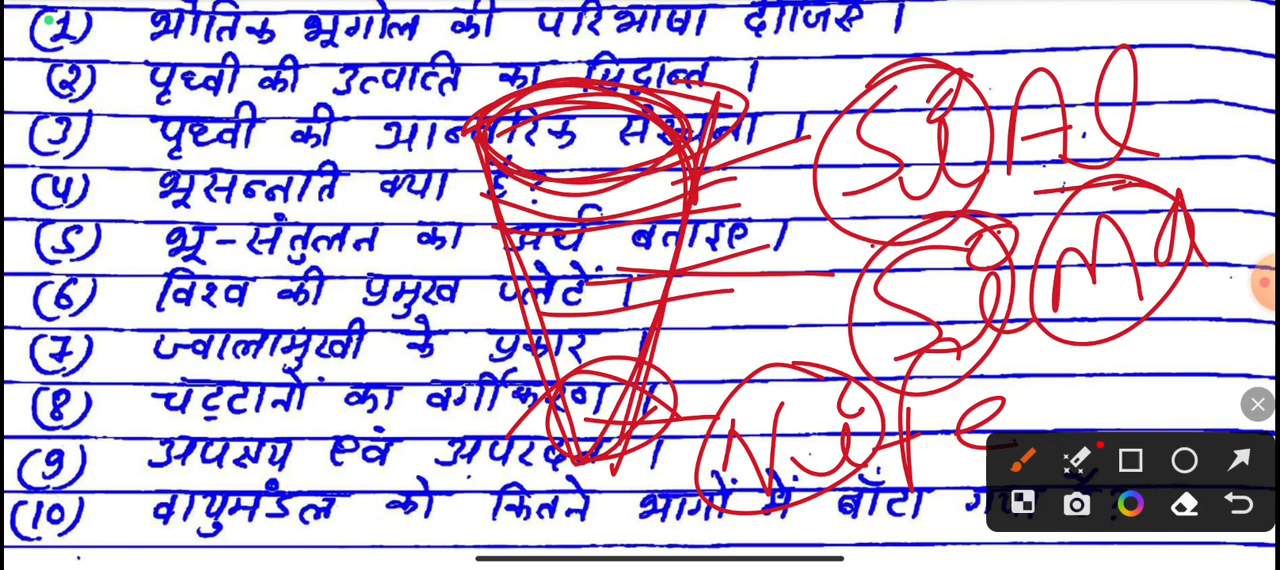 (1) भौतिक भूगोल की परिभाषा दीजिए।
(2) पृथ्वी की उत्पत्ति का सिद्धान्त।
(3) पृथ्वी की आन्तरिक संरचना।
(4) भूसन्नति क्या है?
(5) भू-संतुलन का अर्थ बताइए।
(6) विश्व की प्रमुख प्लेटें।
(7) ज्वालामुखी के प्रकार।
(8) चट्टानों का वर्गीकरण।
(9) अपक्षय एवं अपरदन।
(10) वायुमंडल को कितने भागों में बाँटा गया है?
SiAl
SiMA
Nife